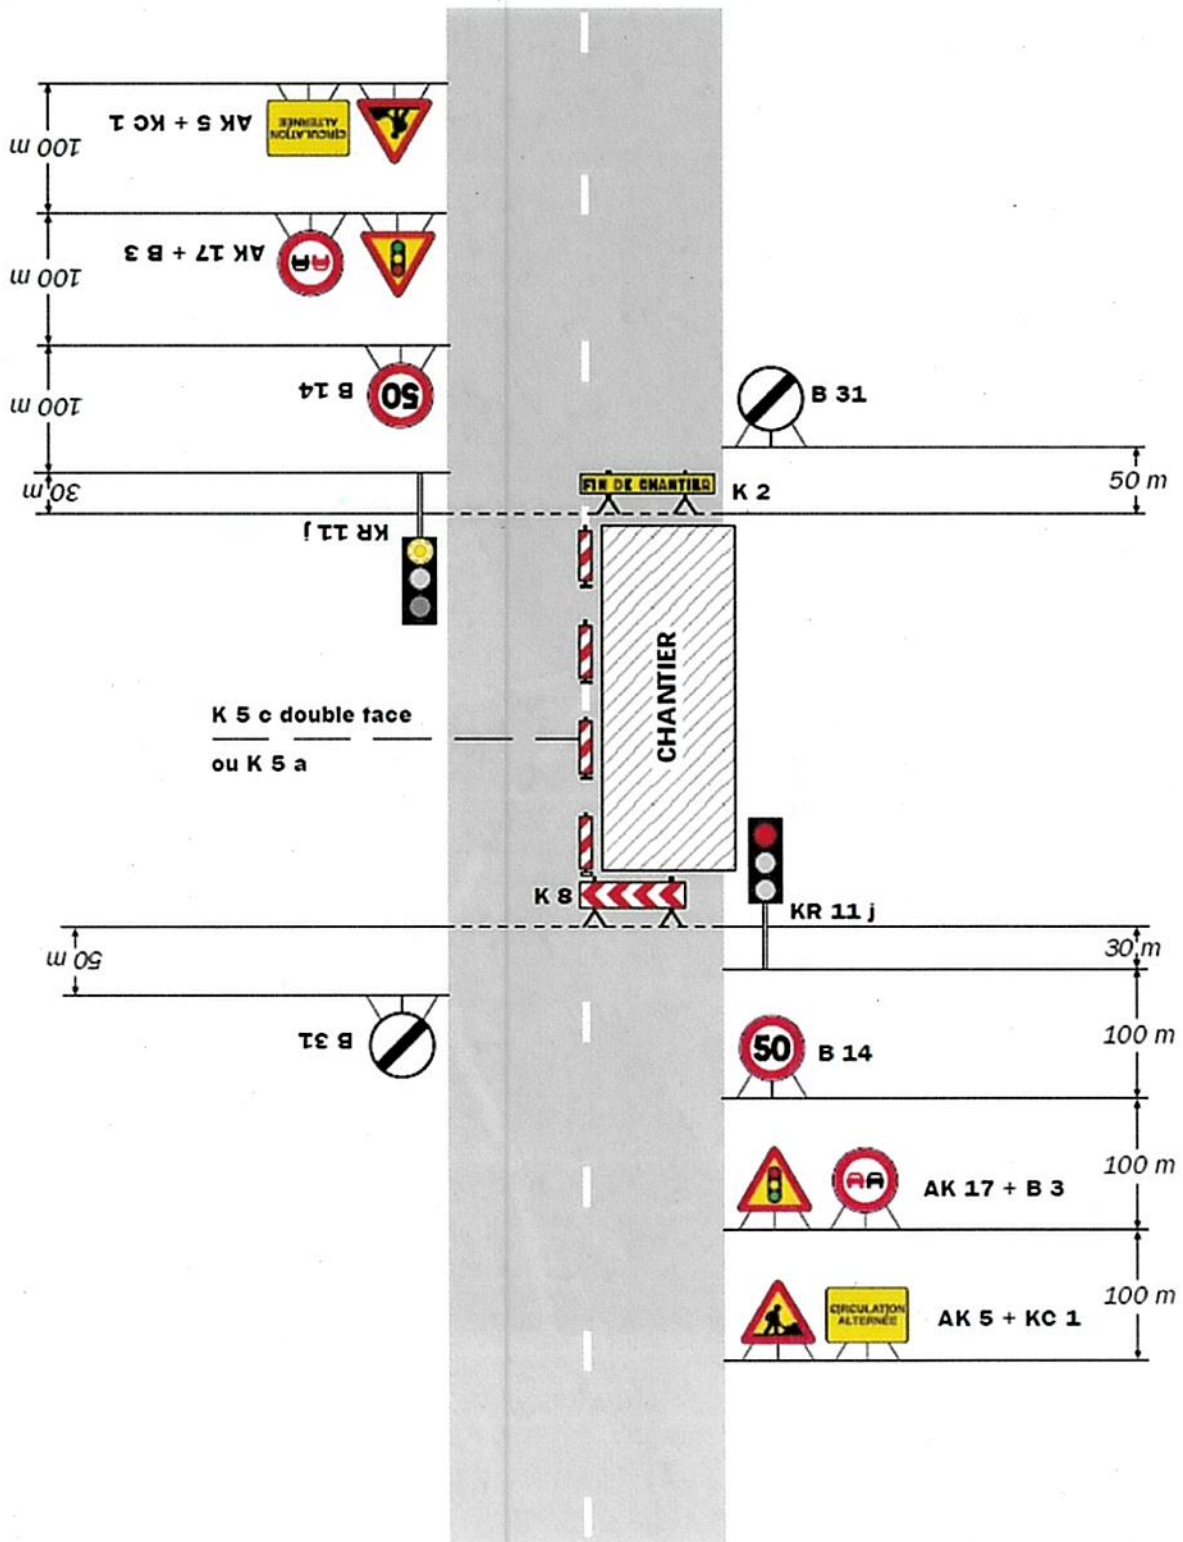 100 m
AK 5 + KC 1
CIRCULATION
ALTERNÉE
100 m
AK 17 + B 3
100 m
B 14
50
B 31
30 m
FIN DE CHANTIER
K 2
50 m
KR 11 j
CHANTIER
K 5 c double face
ou K 5 a
K 8
KR 11 j
50 m
30 m
B 31
50
B 14
100 m
100 m
AK 17 + B 3
CIRCULATION
ALTERNÉE
AK 5 + KC 1
100 m